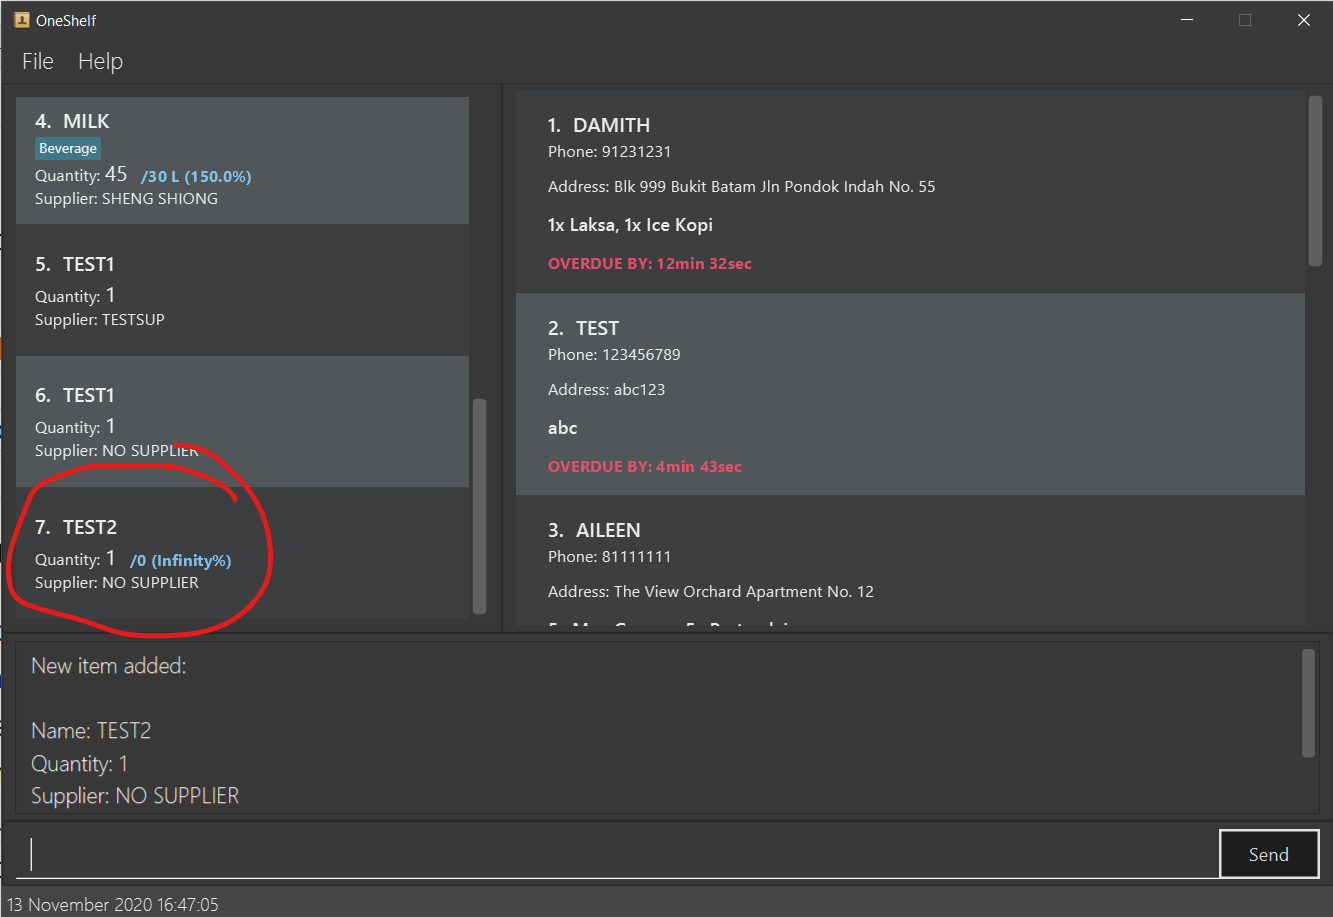 OneShelf
File Help
4. MILK
Beverage
Quantity: 45 /30 L (150.0%)
Supplier: SHENG SHIONG
5. TEST1
Quantity: 1
Supplier: TESTSUP
6. TEST1
Quantity: 1
Supplier: NO SUPPLIER
7. TEST2
Quantity: 1 /0 (Infinity%)
Supplier: NO SUPPLIER
1. DAMITH
Phone: 91231231
Address: Blk 999 Bukit Batam Jln Pondok Indah No. 55
1x Laksa, 1x Ice Kopi
OVERDUE BY: 12min 32sec
2. TEST
Phone: 123456789
Address: abc123
abc
OVERDUE BY: 4min 43sec
3. AILEEN
Phone: 81111111
Address: The View Orchard Apartment No. 12
New item added:
Name: TEST2
Quantity: 1
Supplier: NO SUPPLIER
Send
13 November 2020 16:47:05